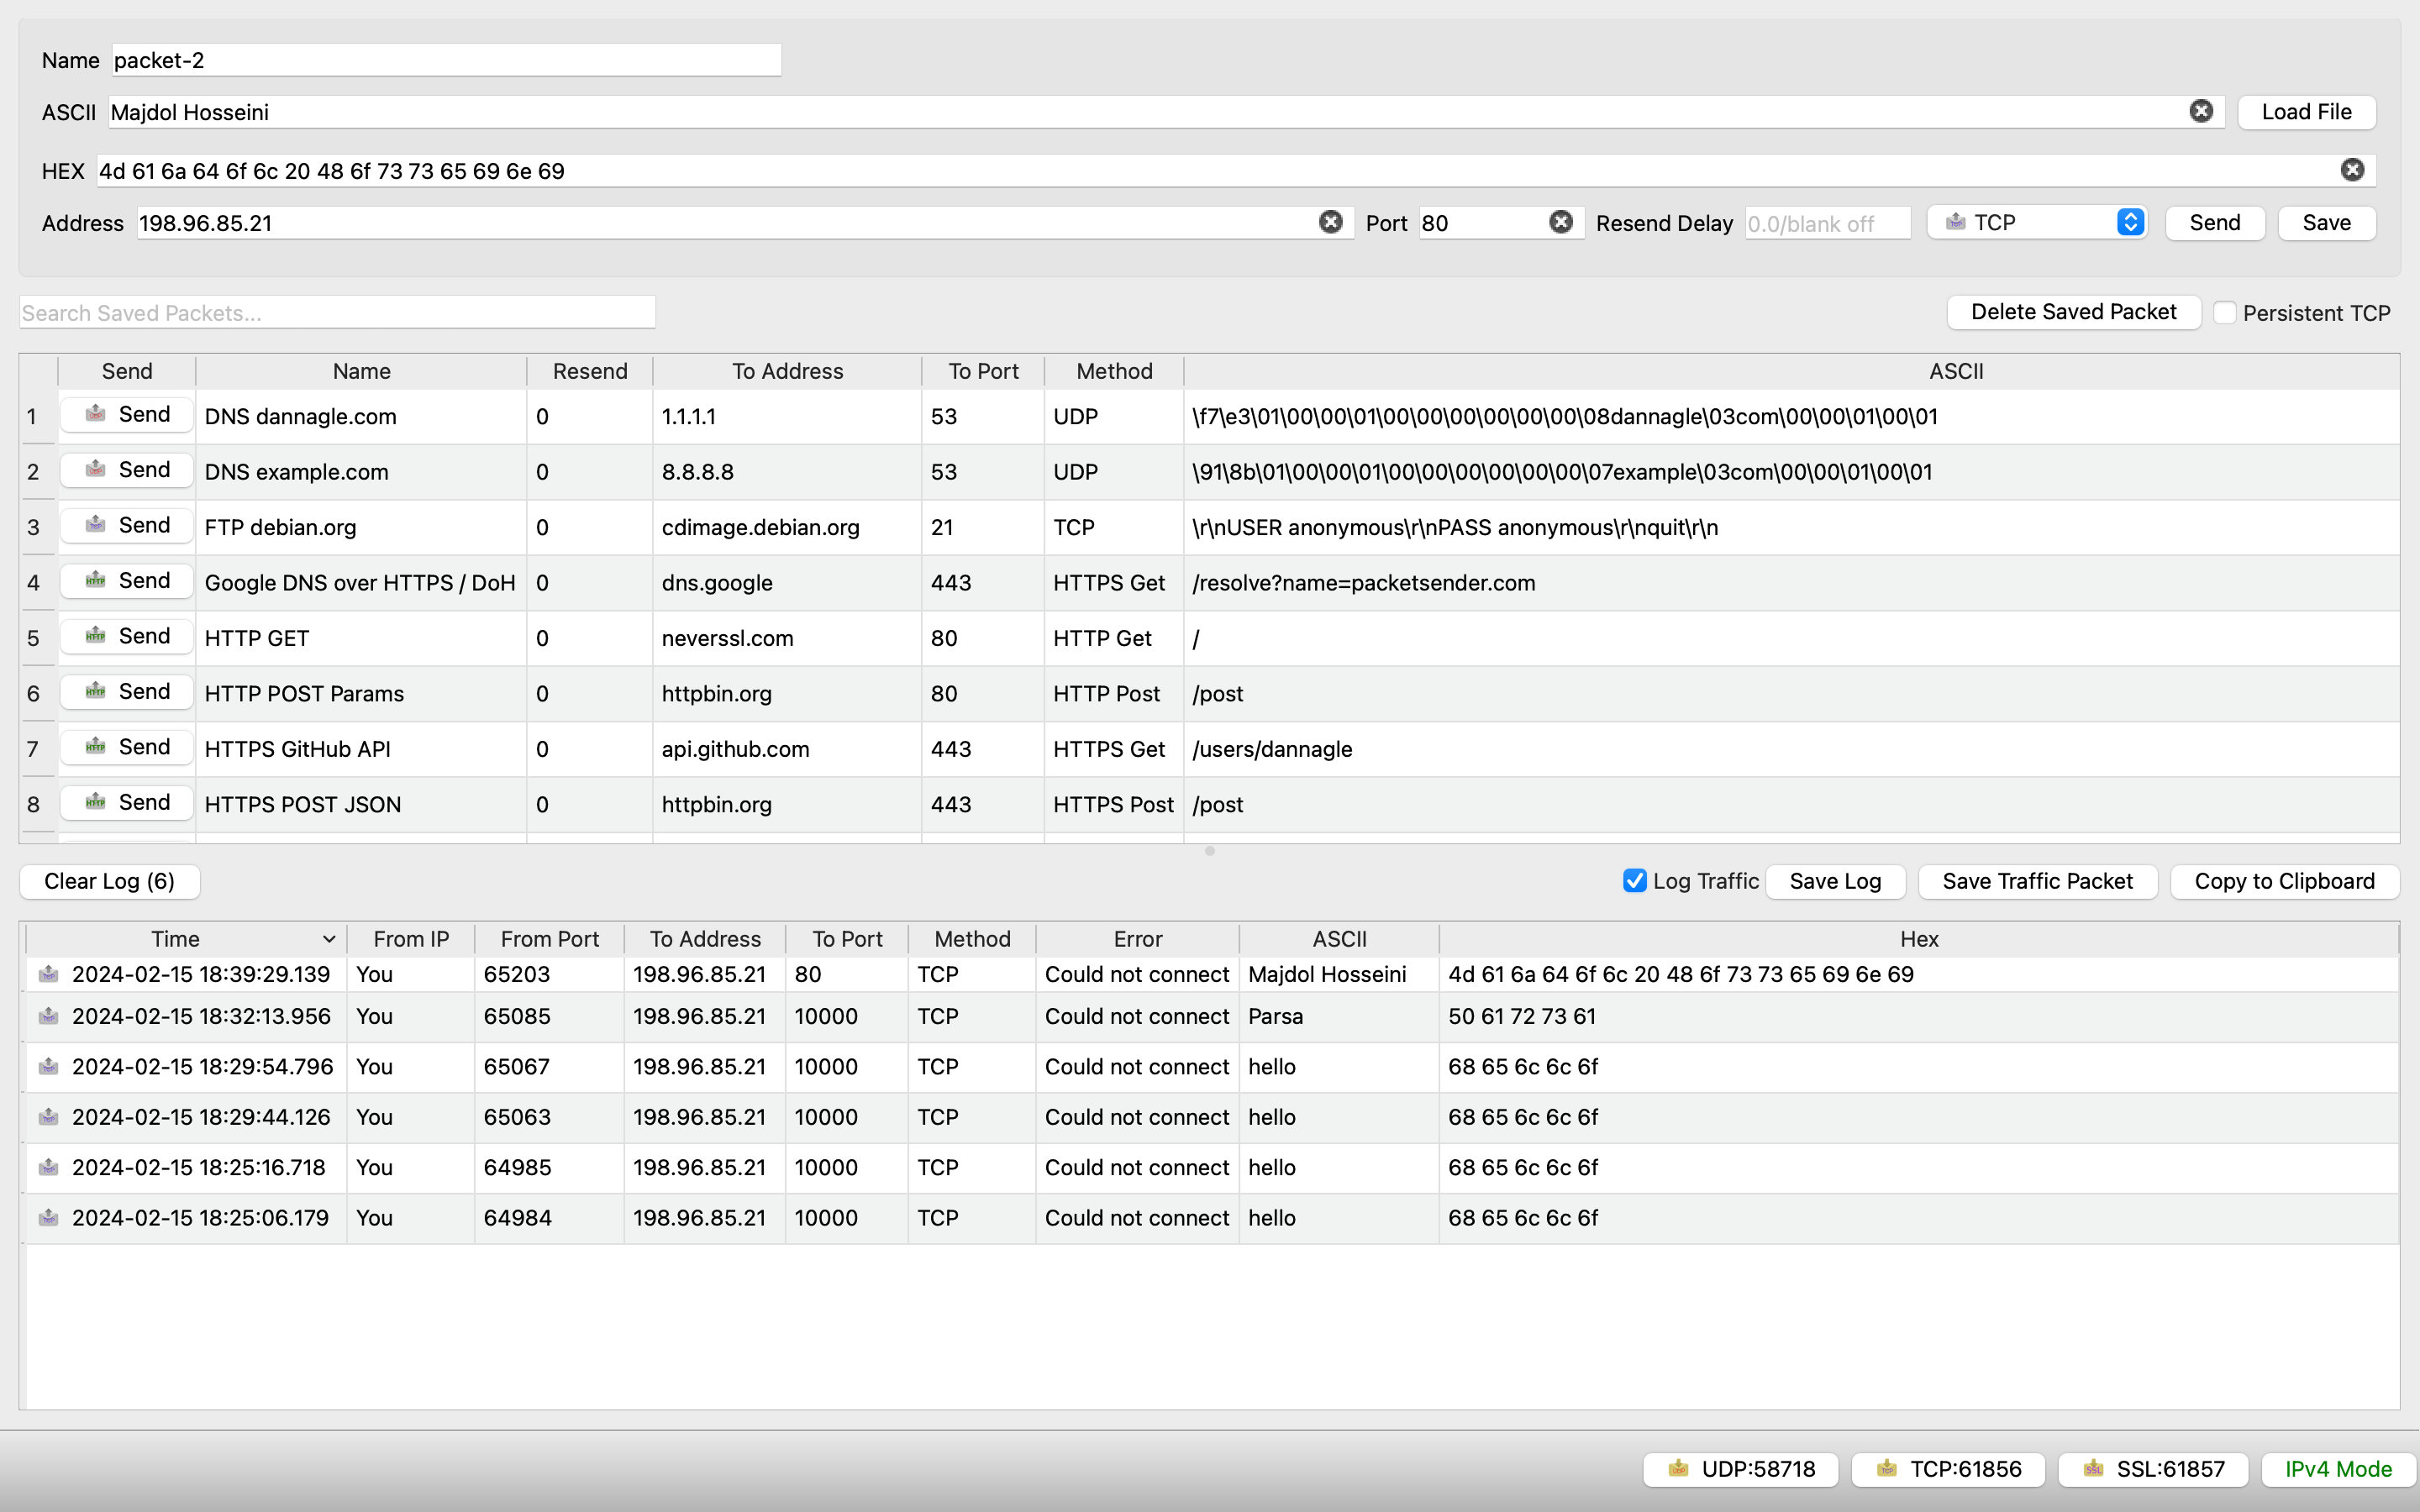 Name packet-2
ASCII Majdol Hosseini Load File
HEX 4d 61 6a 64 6f 6c 20 48 6f 73 73 65 69 6e 69
Address 198.96.85.21 Port 80 Resend Delay 0.0/blank off TCP Send Save
Search Saved Packets... Delete Saved Packet Persistent TCP
Send Name Resend To Address To Port Method ASCII
1 Send DNS dannagle.com 0 1.1.1.1 53 UDP \f7\e3\01\00\00\01\00\00\00\00\00\00\08dannagle\03com\00\00\01\00\01
2 Send DNS example.com 0 8.8.8.8 53 UDP \91\8b\01\00\00\01\00\00\00\00\00\00\07example\03com\00\00\01\00\01
3 Send FTP debian.org 0 cdimage.debian.org 21 TCP \r\nUSER anonymous\r\nPASS anonymous\r\nquit\r\n
4 Send Google DNS over HTTPS / DoH 0 dns.google 443 HTTPS Get /resolve?name=packetsender.com
5 Send HTTP GET 0 neverssl.com 80 HTTP Get /
6 Send HTTP POST Params 0 httpbin.org 80 HTTP Post /post
7 Send HTTPS GitHub API 0 api.github.com 443 HTTPS Get /users/dannagle
8 Send HTTPS POST JSON 0 httpbin.org 443 HTTPS Post /post
Clear Log (6) Log Traffic Save Log Save Traffic Packet Copy to Clipboard
Time From IP From Port To Address To Port Method Error ASCII Hex
2024-02-15 18:39:29.139 You 65203 198.96.85.21 80 TCP Could not connect Majdol Hosseini 4d 61 6a 64 6f 6c 20 48 6f 73 73 65 69 6e 69
2024-02-15 18:32:13.956 You 65085 198.96.85.21 10000 TCP Could not connect Parsa 50 61 72 73 61
2024-02-15 18:29:54.796 You 65067 198.96.85.21 10000 TCP Could not connect hello 68 65 6c 6c 6f
2024-02-15 18:29:44.126 You 65063 198.96.85.21 10000 TCP Could not connect hello 68 65 6c 6c 6f
2024-02-15 18:25:16.718 You 64985 198.96.85.21 10000 TCP Could not connect hello 68 65 6c 6c 6f
2024-02-15 18:25:06.179 You 64984 198.96.85.21 10000 TCP Could not connect hello 68 65 6c 6c 6f
UDP:58718 TCP:61856 SSL:61857 IPv4 Mode